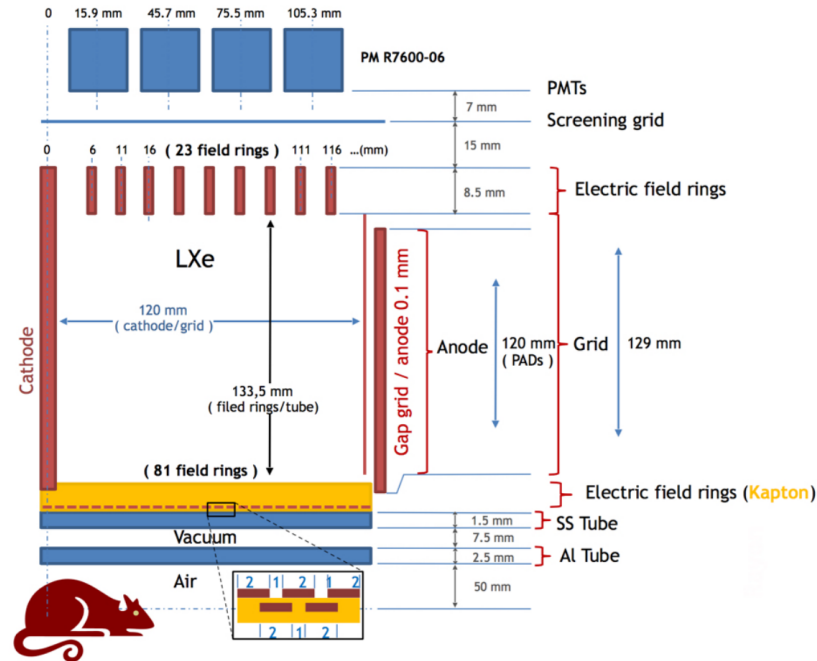 0 15.9 mm 45.7 mm 75.5 mm 105.3 mm
PM R7600-06
PMTs
7 mm
Screening grid
15 mm
0 6 11 16 ( 23 field rings ) 111 116 ...(mm)
8.5 mm
Electric field rings
LXe
120 mm
( cathode/grid )
Cathode
133,5 mm
( filed rings/tube)
Gap grid / anode 0.1 mm
Anode
120 mm
( PADs )
Grid
129 mm
( 81 field rings )
Electric field rings (Kapton)
1.5 mm
SS Tube
Vacuum
7.5 mm
2.5 mm
Al Tube
Air
50 mm
2 1 2 1 2
2 1 2